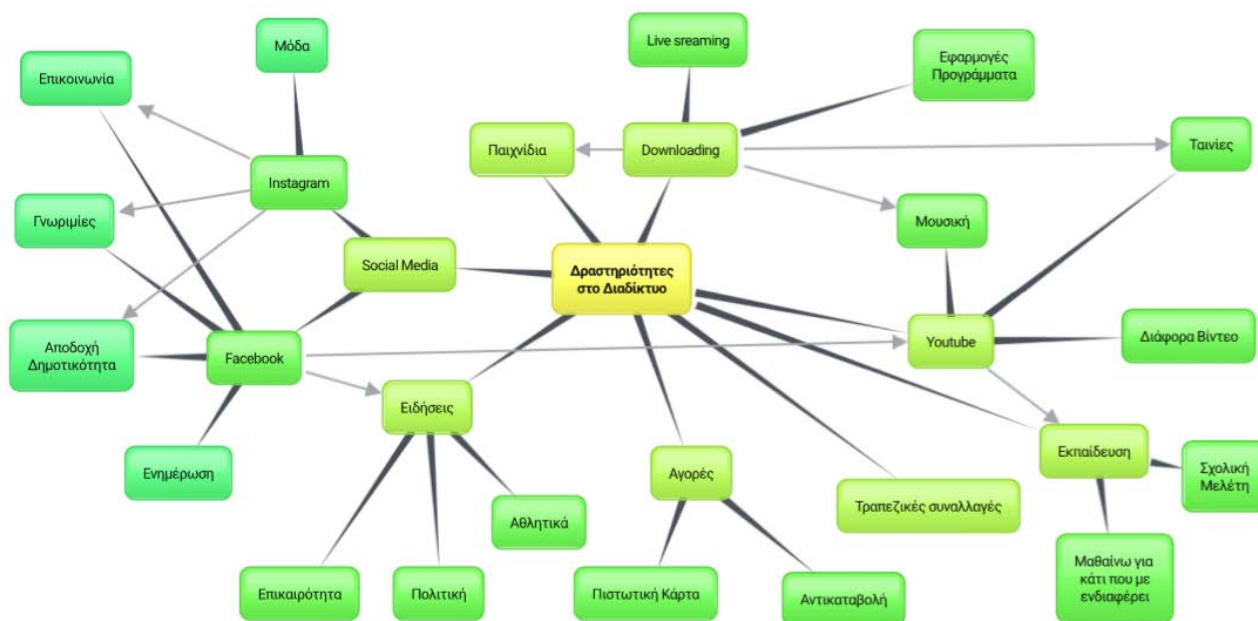 Μόδα
Live sreaming
Εφαρμογές
Προγράμματα
Επικοινωνία
Παιχνίδια
Downloading
Ταινίες
Instagram
Γνωριμίες
Μουσική
Social Media
Δραστηριότητες
στο Διαδίκτυο
Αποδοχή
Δημοτικότητα
Facebook
Youtube
Διάφορα Βίντεο
Ειδήσεις
Ενημέρωση
Αγορές
Εκπαίδευση
Σχολική
Μελέτη
Τραπεζικές συναλλαγές
Αθλητικά
Επικαιρότητα
Πολιτική
Πιστωτική Κάρτα
Αντικαταβολή
Μαθαίνω για
κάτι που με
ενδιαφέρει